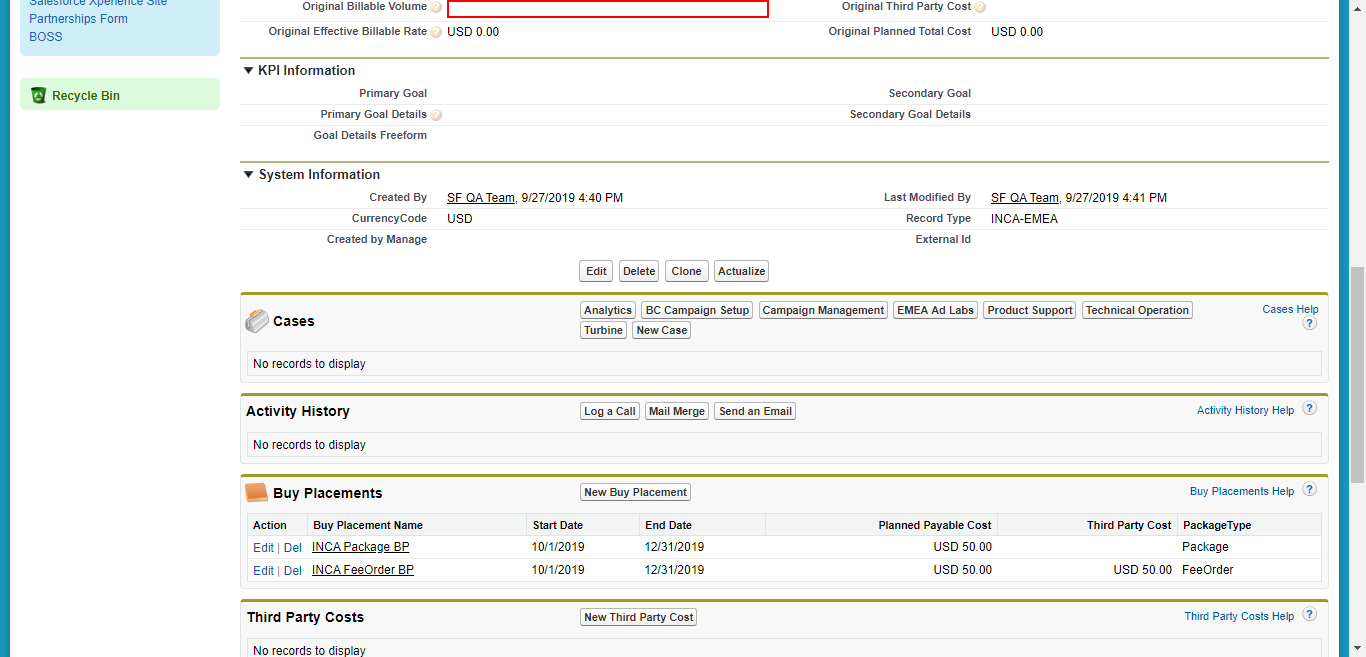 Salesforce Xperience Site
Partnerships Form
BOSS
Recycle Bin
Original Billable Volume ? Original Third Party Cost ?
Original Effective Billable Rate ? USD 0.00 Original Planned Total Cost USD 0.00
KPI Information
Primary Goal Secondary Goal
Primary Goal Details ? Secondary Goal Details
Goal Details Freeform
System Information
Created By SF QA Team, 9/27/2019 4:40 PM Last Modified By SF QA Team, 9/27/2019 4:41 PM
CurrencyCode USD Record Type INCA-EMEA
Created by Manage External Id
Edit Delete Clone Actualize
Cases Analytics BC Campaign Setup Campaign Management EMEA Ad Labs Product Support Technical Operation Cases Help ?
Turbine New Case
No records to display
Activity History Log a Call Mail Merge Send an Email Activity History Help ?
No records to display
Buy Placements New Buy Placement Buy Placements Help ?
Action Buy Placement Name Start Date End Date Planned Payable Cost Third Party Cost PackageType
Edit | Del INCA Package BP 10/1/2019 12/31/2019 USD 50.00 Package
Edit | Del INCA FeeOrder BP 10/1/2019 12/31/2019 USD 50.00 USD 50.00 FeeOrder
Third Party Costs New Third Party Cost Third Party Costs Help ?
No records to display